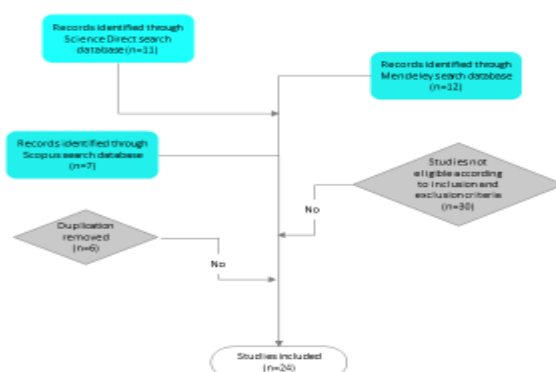 Records identified through
Science Direct search
database (n=11)
Records identified through
Mendeley search database
(n=12)
Records identified through
Scopus search database
(n=7)
Studies not
eligible according
to inclusion and
exclusion criteria
(n=30)
No
Duplication
removed
(n=6)
No
Studies included
(n=24)